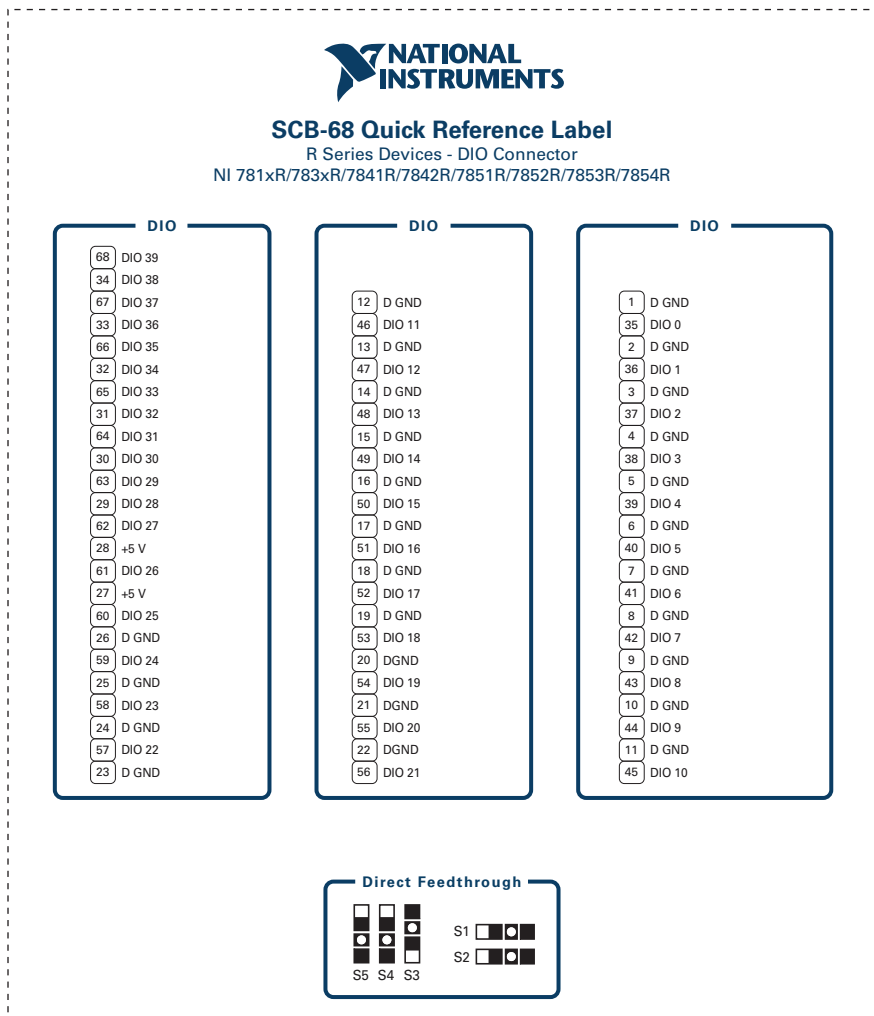 NATIONAL
INSTRUMENTS
SCB-68 Quick Reference Label
R Series Devices - DIO Connector
NI 781xR/783xR/7841R/7842R/7851R/7852R/7853R/7854R
DIO
68 DIO 39
34 DIO 38
67 DIO 37
33 DIO 36
66 DIO 35
32 DIO 34
65 DIO 33
31 DIO 32
64 DIO 31
30 DIO 30
63 DIO 29
29 DIO 28
62 DIO 27
28 +5 V
61 DIO 26
27 +5 V
60 DIO 25
26 D GND
59 DIO 24
25 D GND
58 DIO 23
24 D GND
57 DIO 22
23 D GND
DIO
12 D GND
46 DIO 11
13 D GND
47 DIO 12
14 D GND
48 DIO 13
15 D GND
49 DIO 14
16 D GND
50 DIO 15
17 D GND
51 DIO 16
18 D GND
52 DIO 17
19 D GND
53 DIO 18
20 DGND
54 DIO 19
21 DGND
55 DIO 20
22 DGND
56 DIO 21
DIO
1 D GND
35 DIO 0
2 D GND
36 DIO 1
3 D GND
37 DIO 2
4 D GND
38 DIO 3
5 D GND
39 DIO 4
6 D GND
40 DIO 5
7 D GND
41 DIO 6
8 D GND
42 DIO 7
9 D GND
43 DIO 8
10 D GND
44 DIO 9
11 D GND
45 DIO 10
Direct Feedthrough
S1
S2
S5 S4 S3